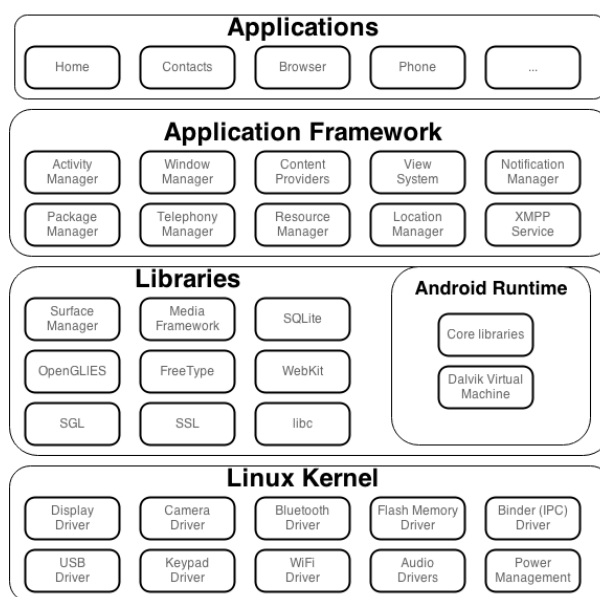 Applications
Home
Contacts
Browser
Phone
...
Application Framework
Activity
Manager
Window
Manager
Content
Providers
View
System
Notification
Manager
Package
Manager
Telephony
Manager
Resource
Manager
Location
Manager
XMPP
Service
Libraries
Surface
Manager
Media
Framework
SQLite
OpenGLIES
FreeType
WebKit
SGL
SSL
libc
Android Runtime
Core libraries
Dalvik Virtual
Machine
Linux Kernel
Display
Driver
Camera
Driver
Bluetooth
Driver
Flash Memory
Driver
Binder (IPC)
Driver
USB
Driver
Keypad
Driver
WiFi
Driver
Audio
Drivers
Power
Management